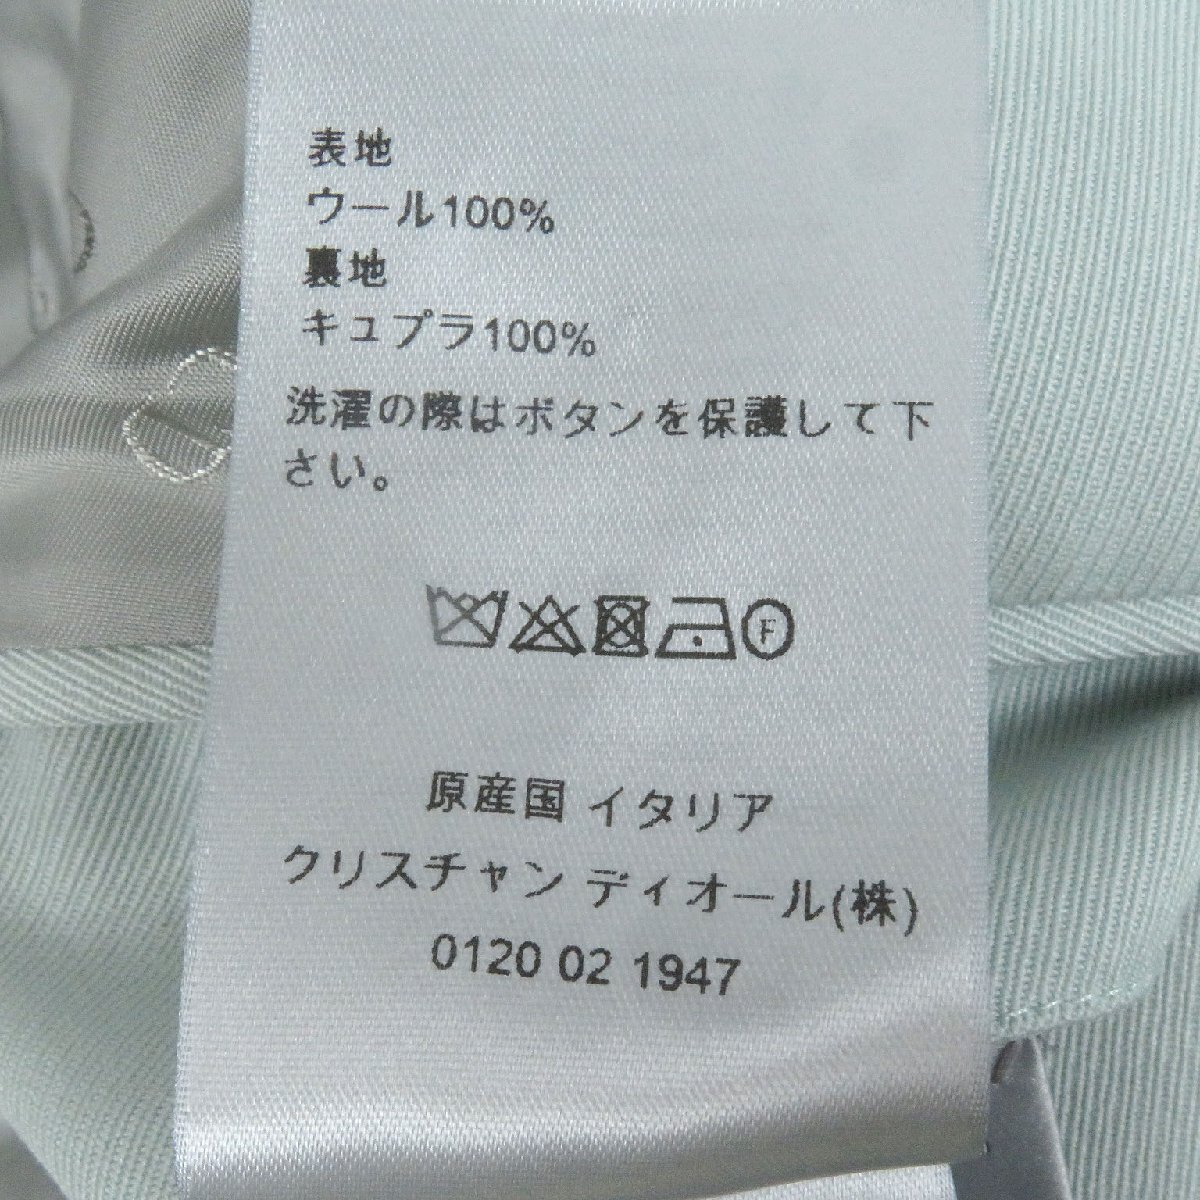 表地
ウール100%
裏地
キュプラ100%
洗濯の際はボタンを保護して下
さい。
F
原産国 イタリア
クリスチャン ディオール(株)
0120 02 1947